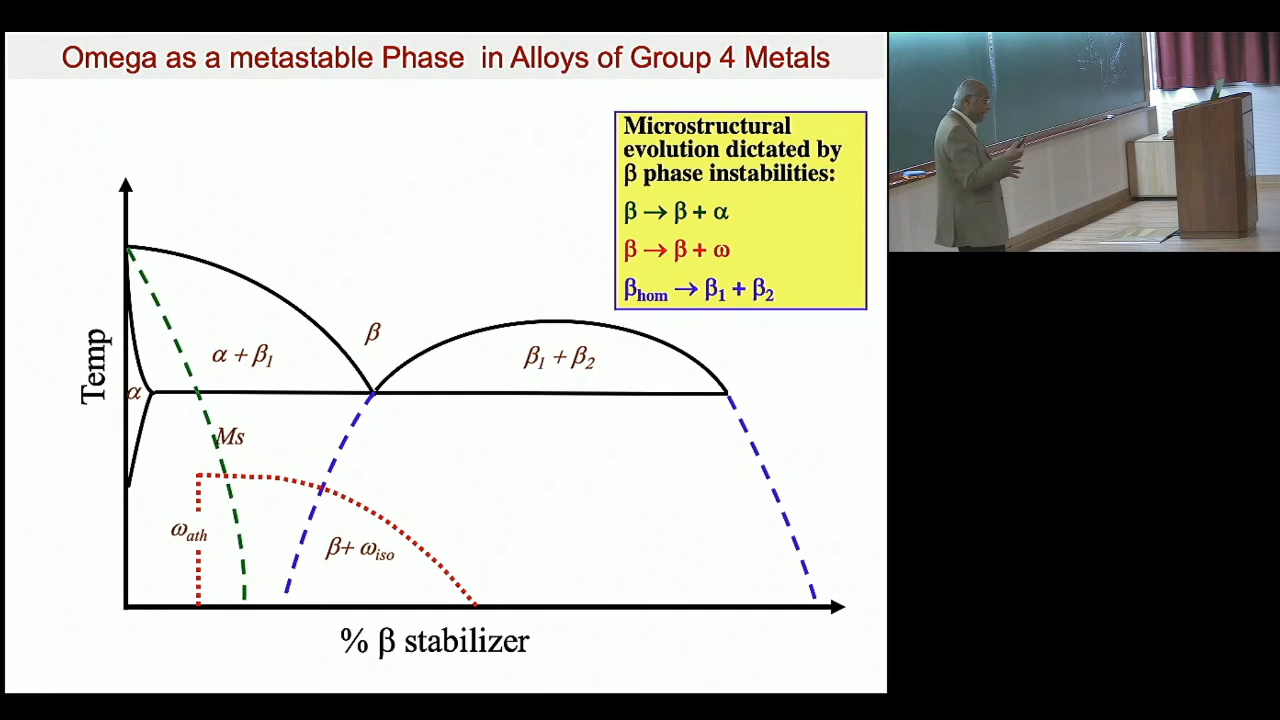 Omega as a metastable Phase in Alloys of Group 4 Metals
Microstructural
evolution dictated by
β phase instabilities:
β → β + α
β → β + ω
βhom → β1 + β2
Temp
α + β1
β
β1 + β2
α
Ms
ωath
β+ ωiso
% β stabilizer